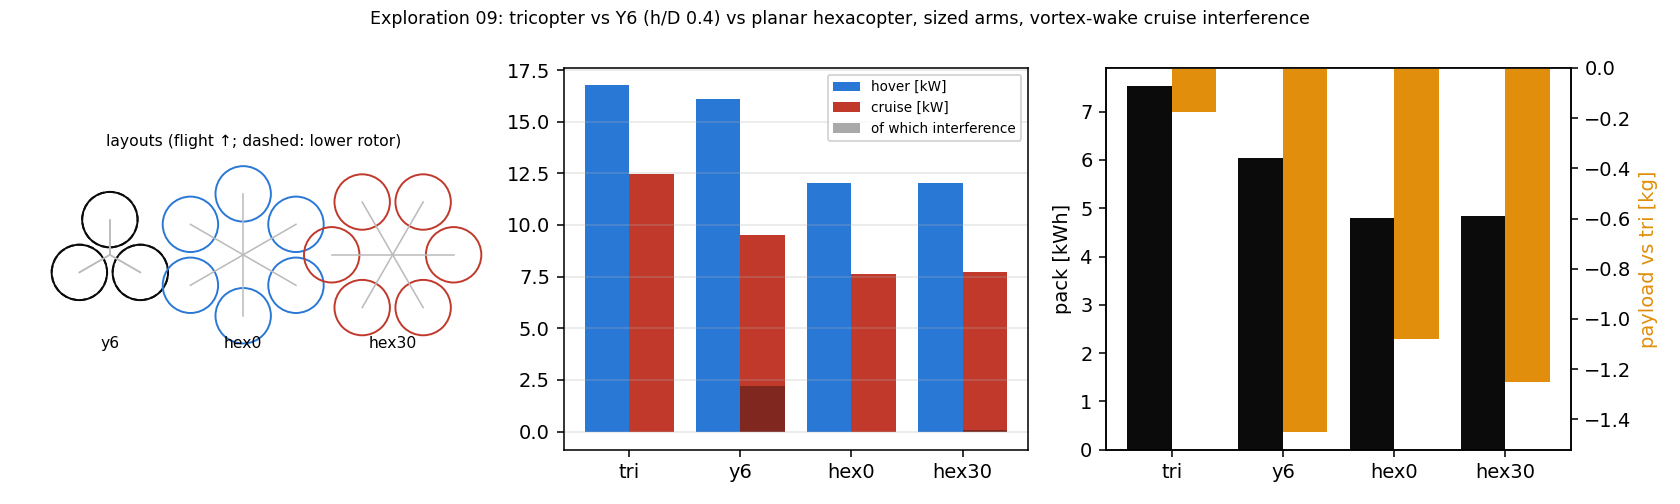 Exploration 09: tricopter vs Y6 (h/D 0.4) vs planar hexacopter, sized arms, vortex-wake cruise interference
layouts (flight ↑; dashed: lower rotor)
y6
hex0
hex30
17.5
15.0
12.5
10.0
7.5
5.0
2.5
0.0
hover [kW]
cruise [kW]
of which interference
tri
y6
hex0
hex30
pack [kWh]
7
6
5
4
3
2
1
0
tri
y6
hex0
hex30
0.0
−0.2
−0.4
−0.6
−0.8
−1.0
−1.2
−1.4
payload vs tri [kg]